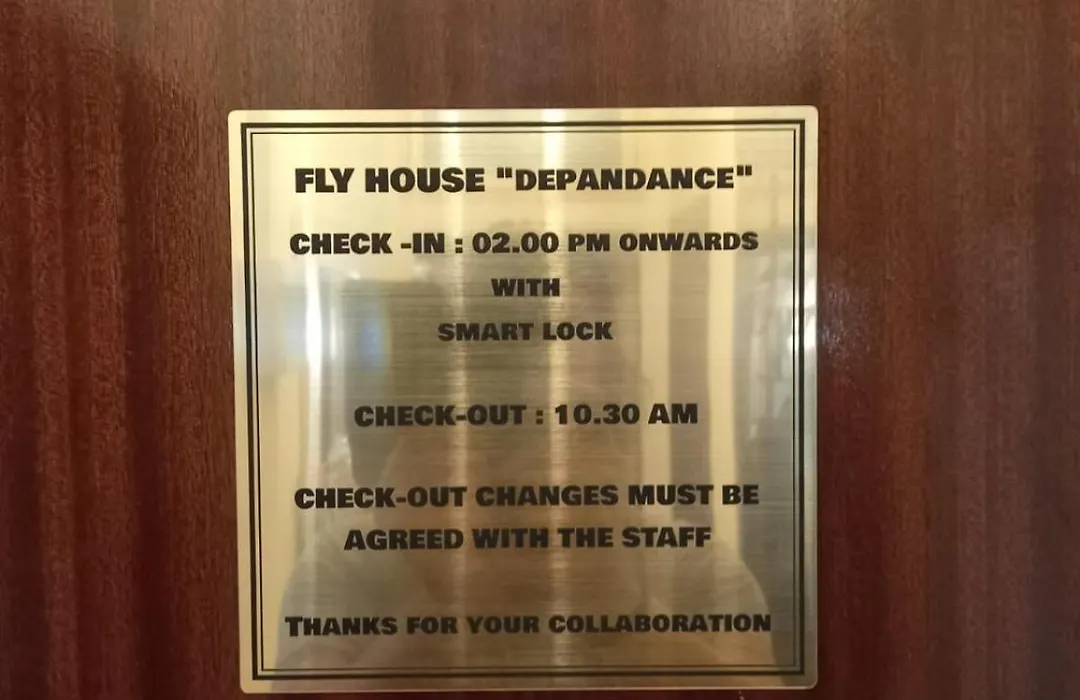 FLY HOUSE "DEPANDANCE"
CHECK -IN : 02.00 PM ONWARDS
WITH
SMART LOCK
CHECK-OUT : 10.30 AM
CHECK-OUT CHANGES MUST BE
AGREED WITH THE STAFF
THANKS FOR YOUR COLLABORATION